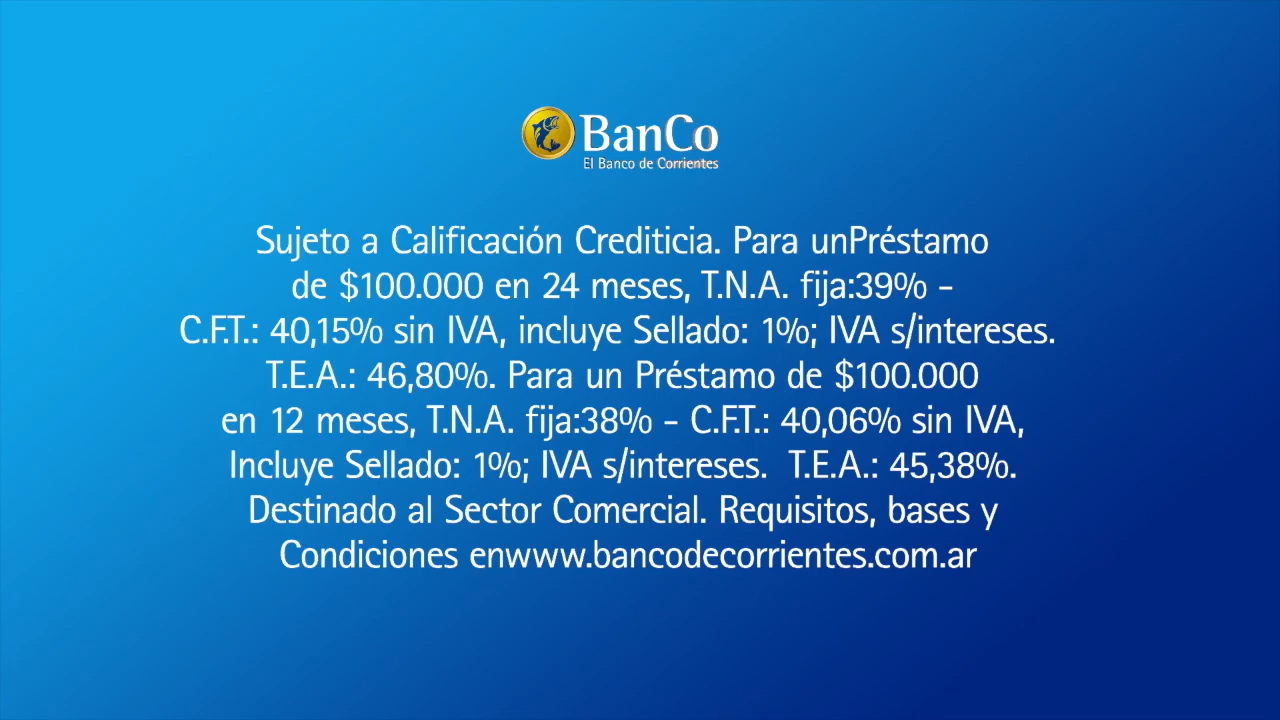 BanCo
El Banco de Corrientes
Sujeto a Calificación Crediticia. Para unPréstamo
de $100.000 en 24 meses, T.N.A. fija:39% -
C.F.T.: 40,15% sin IVA, incluye Sellado: 1%; IVA s/intereses.
T.E.A.: 46,80%. Para un Préstamo de $100.000
en 12 meses, T.N.A. fija:38% - C.F.T.: 40,06% sin IVA,
Incluye Sellado: 1%; IVA s/intereses. T.E.A.: 45,38%.
Destinado al Sector Comercial. Requisitos, bases y
Condiciones enwww.bancodecorrientes.com.ar